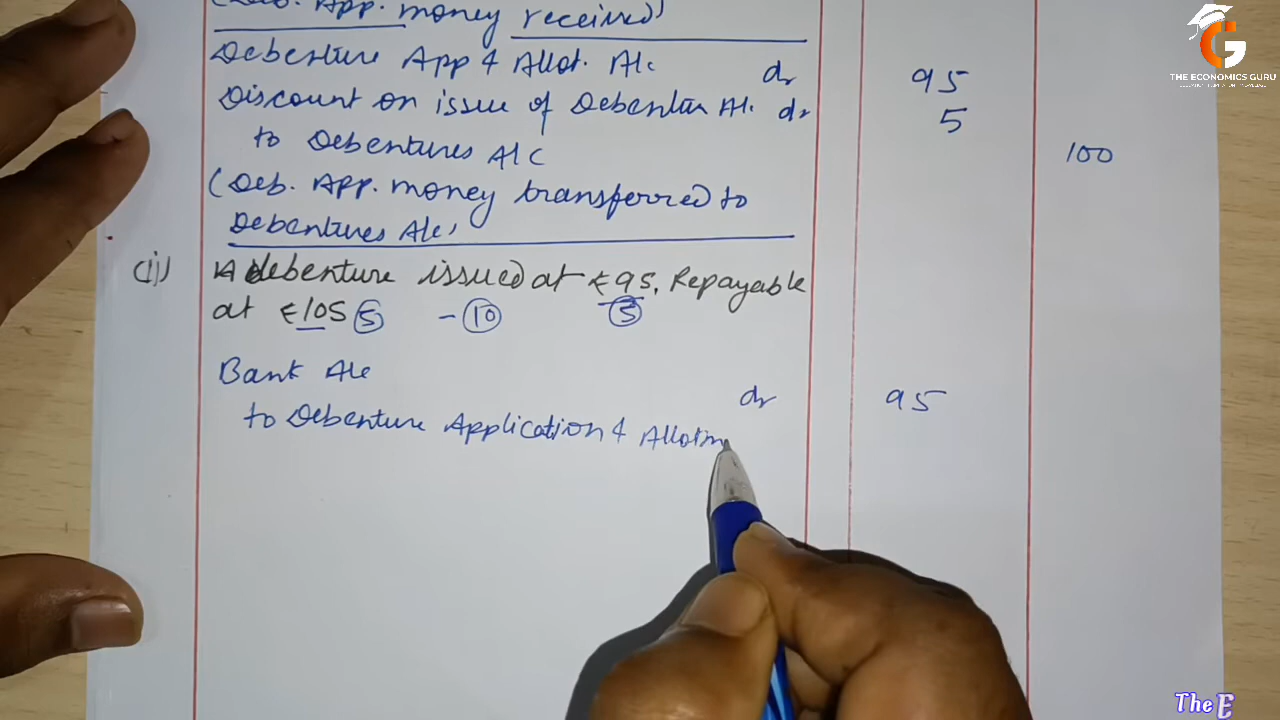 (Deb. App. money received)
Debenture App & Allot. A/c dr 95
Discount on issue of Debentur A/c. dr 5
to Debentures A/c 100
(Deb. App. money transferred to
Debentures A/c)
(ii) A debenture issued at ₹95, Repayable
at ₹105 5 - 10 5
Bank A/c dr 95
to Debenture Application & Allotm
G
THE ECONOMICS GURU
The E